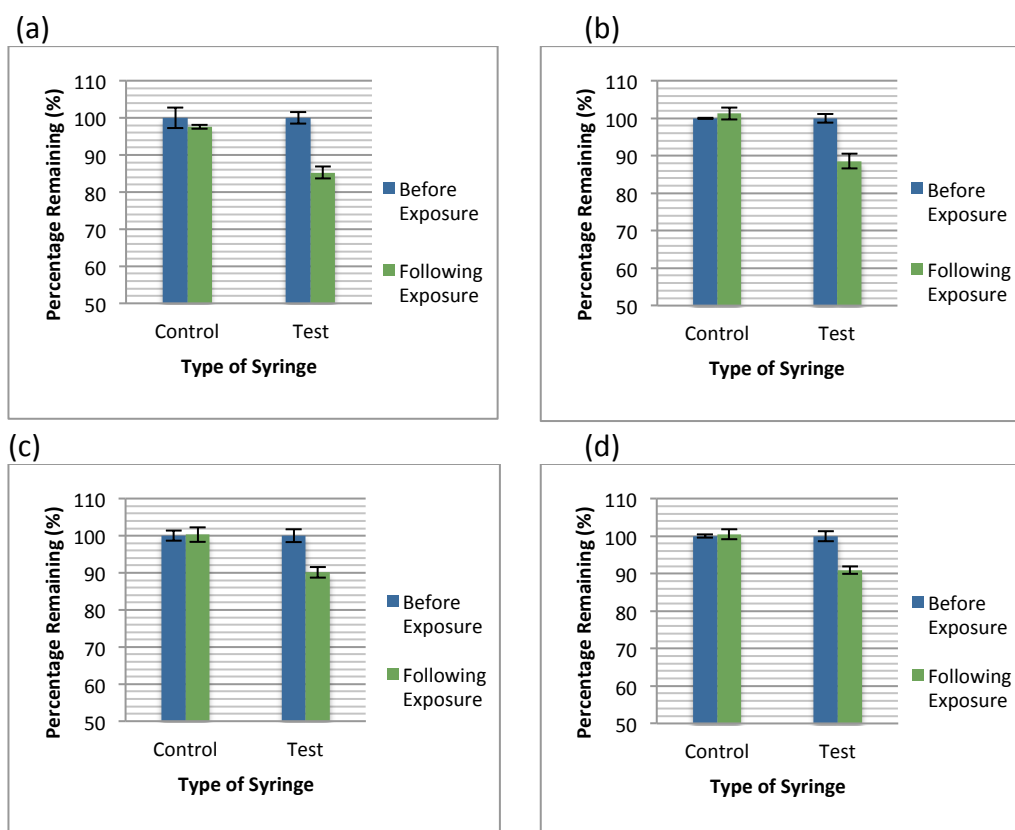 (a)
110
100
90
80
70
60
50
Percentage Remaining (%)
Control
Test
Type of Syringe
Before
Exposure
Following
Exposure
(b)
110
100
90
80
70
60
50
Percentage Remaining (%)
Control
Test
Type of Syringe
Before
Exposure
Following
Exposure
(c)
110
100
90
80
70
60
50
Percentage Remaining (%)
Control
Test
Type of Syringe
Before
Exposure
Following
Exposure
(d)
110
100
90
80
70
60
50
Percentage Remaining (%)
Control
Test
Type of Syringe
Before
Exposure
Following
Exposure